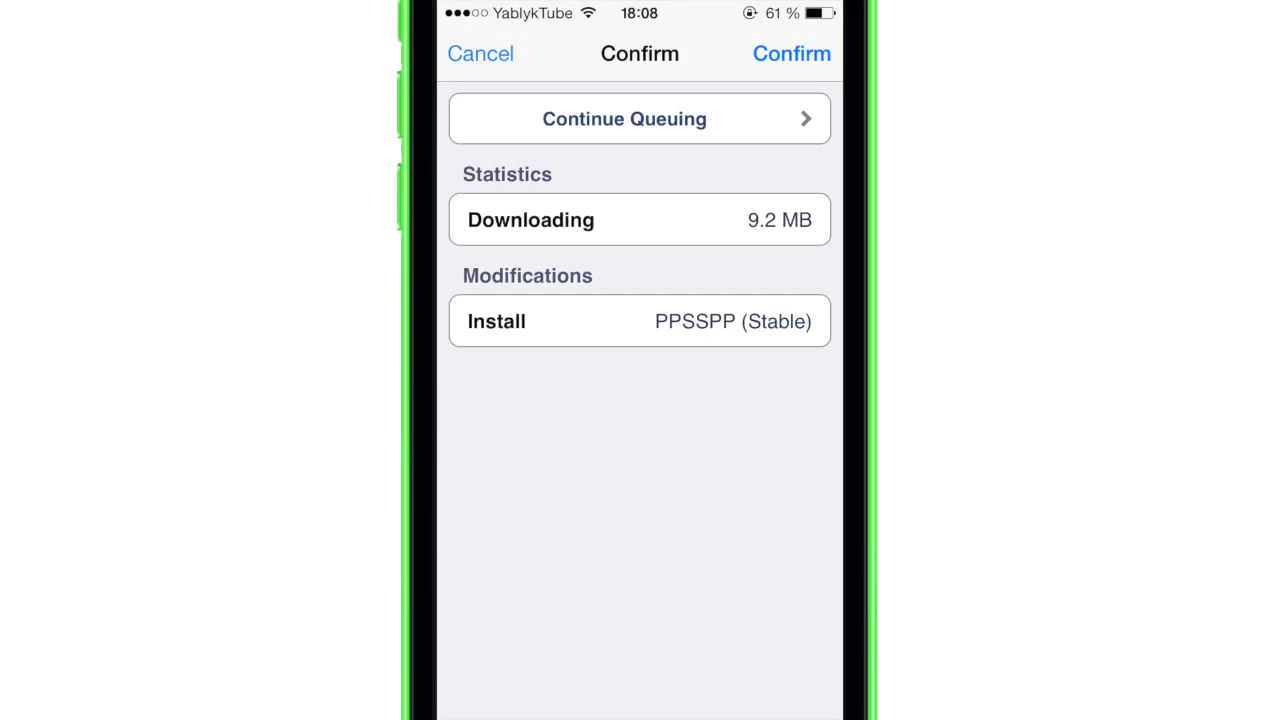 YablykTube 18:08 61 %
Cancel Confirm Confirm
Continue Queuing
Statistics
Downloading 9.2 MB
Modifications
Install PPSSPP (Stable)